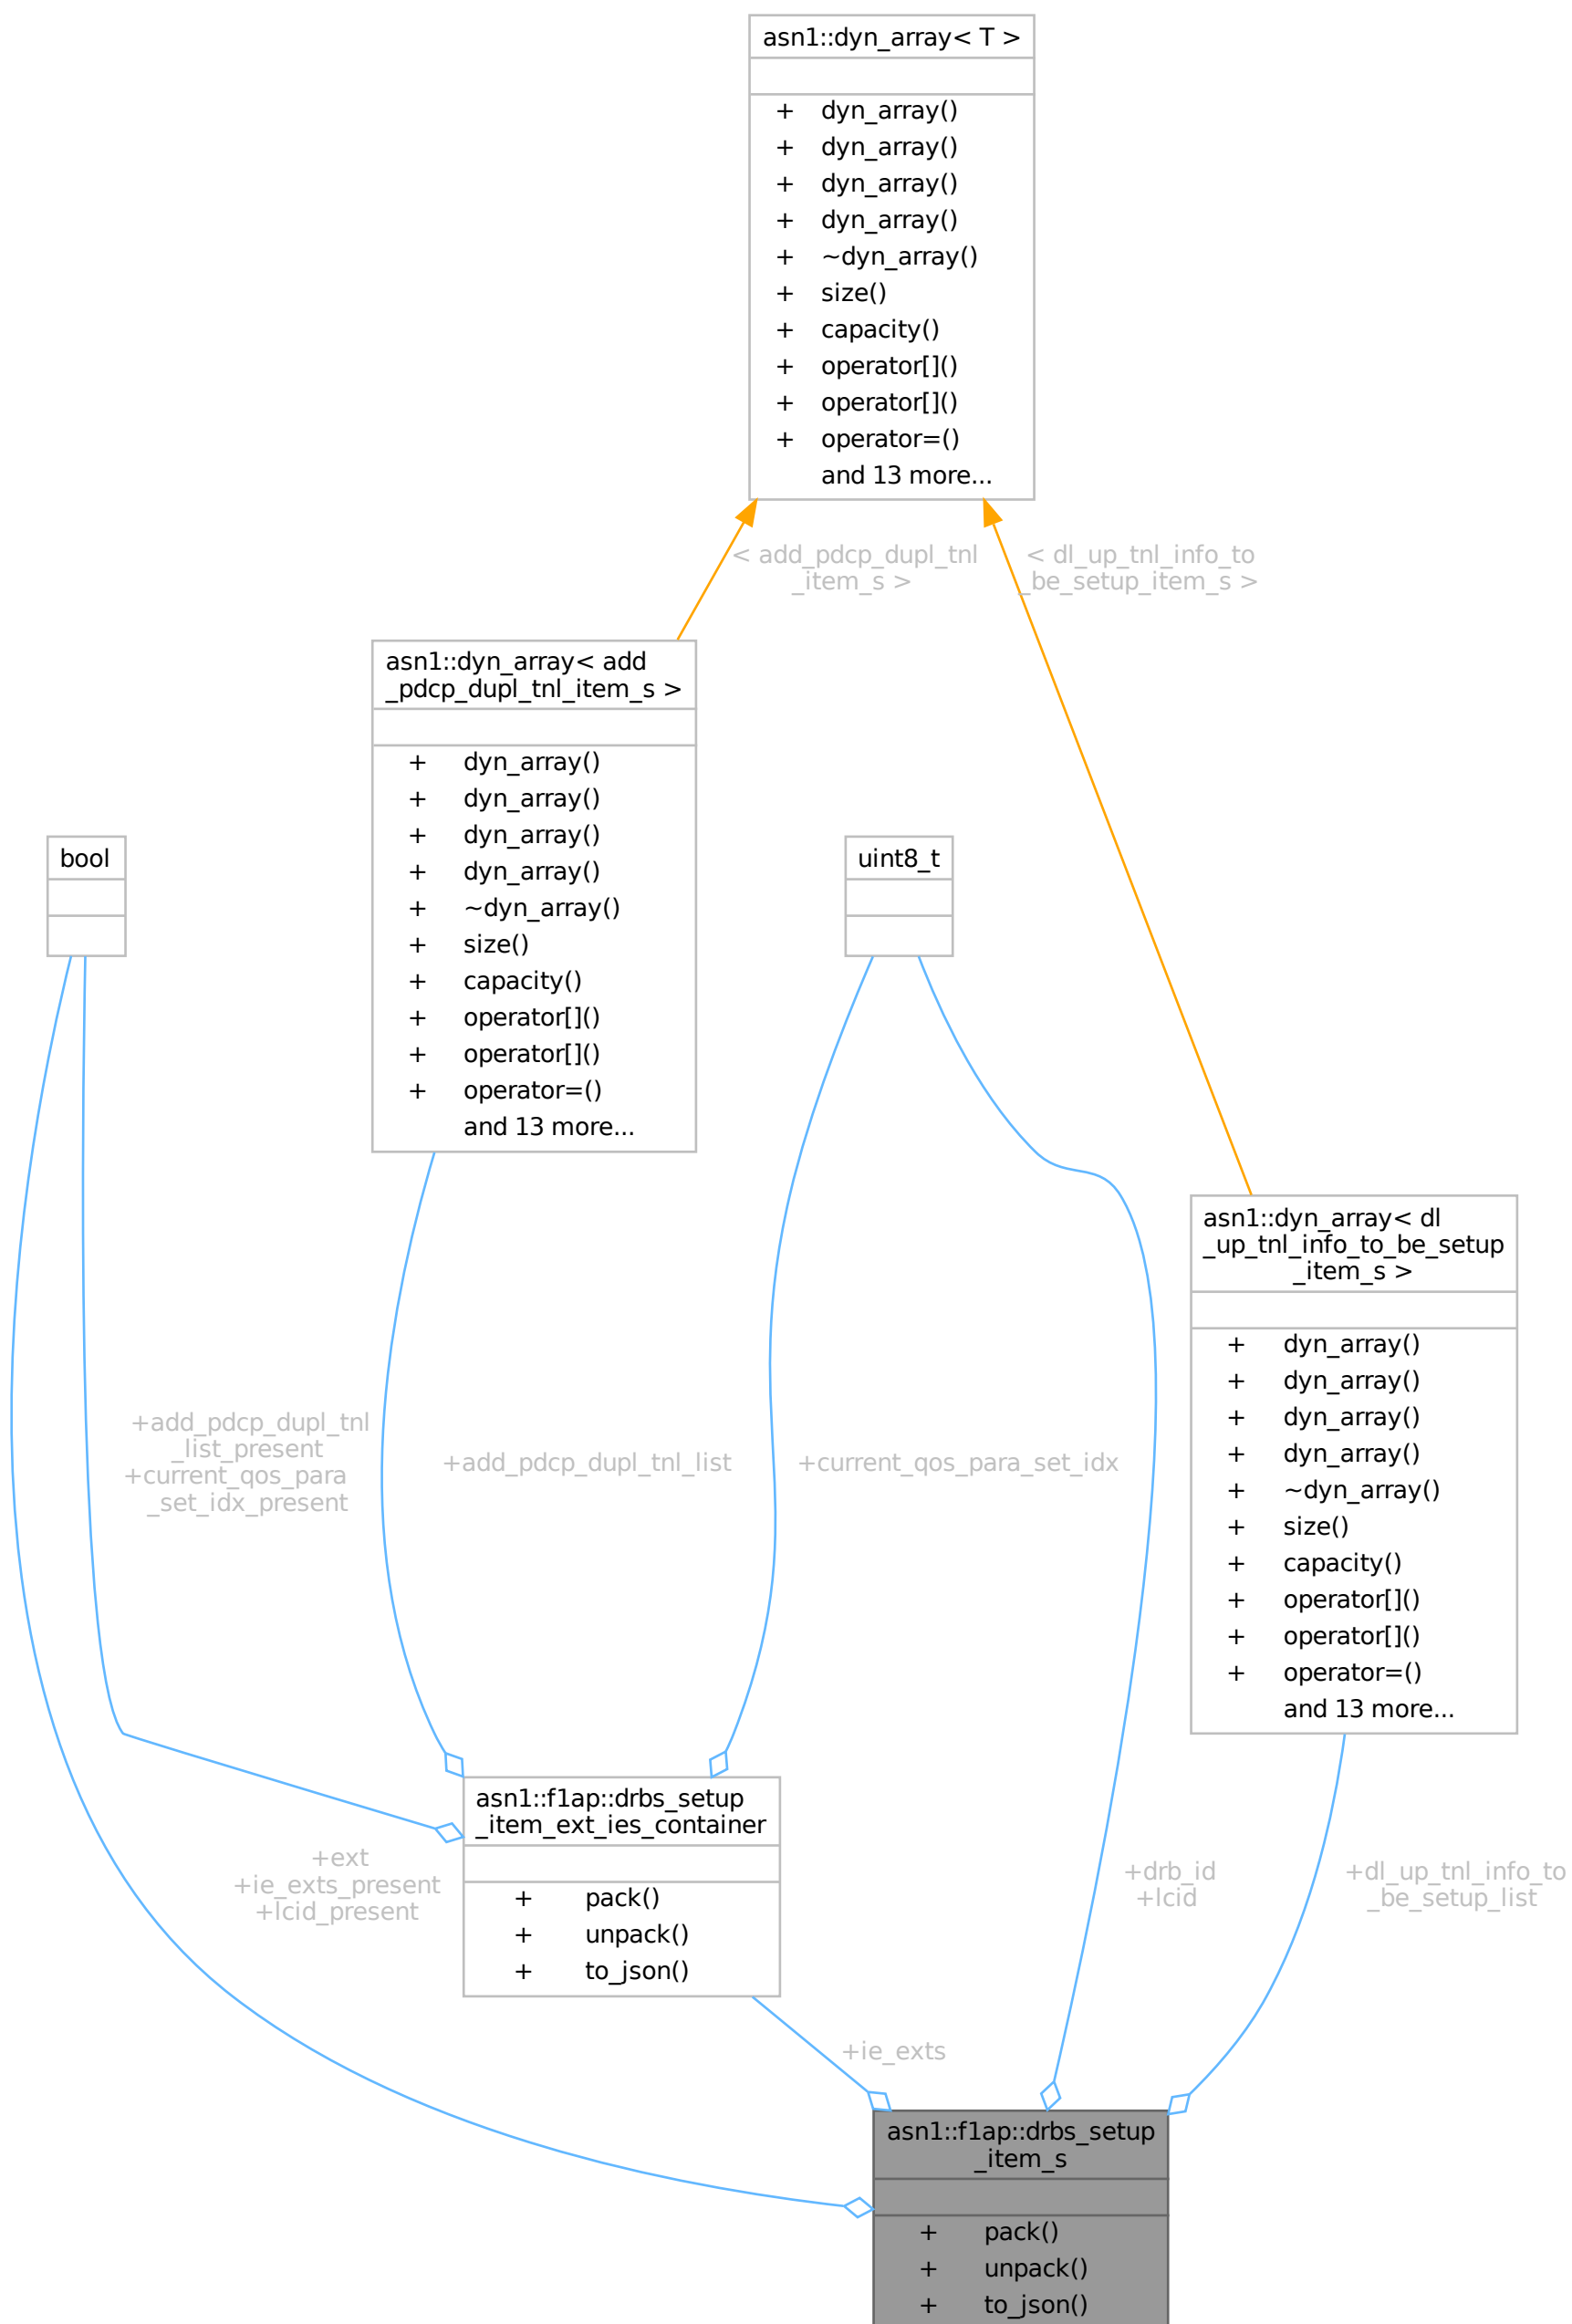 asn1::dyn_array< T >
+ dyn_array()
+ dyn_array()
+ dyn_array()
+ dyn_array()
+ ~dyn_array()
+ size()
+ capacity()
+ operator[]()
+ operator[]()
+ operator=()
and 13 more...
< add_pdcp_dupl_tnl
_item_s >
< dl_up_tnl_info_to
_be_setup_item_s >
asn1::dyn_array< add
_pdcp_dupl_tnl_item_s >
+ dyn_array()
+ dyn_array()
+ dyn_array()
+ dyn_array()
+ ~dyn_array()
+ size()
+ capacity()
+ operator[]()
+ operator[]()
+ operator=()
and 13 more...
bool
uint8_t
asn1::dyn_array< dl
_up_tnl_info_to_be_setup
_item_s >
+ dyn_array()
+ dyn_array()
+ dyn_array()
+ dyn_array()
+ ~dyn_array()
+ size()
+ capacity()
+ operator[]()
+ operator[]()
+ operator=()
and 13 more...
+add_pdcp_dupl_tnl
_list_present
+current_qos_para
_set_idx_present
+add_pdcp_dupl_tnl_list
+current_qos_para_set_idx
asn1::f1ap::drbs_setup
_item_ext_ies_container
+ pack()
+ unpack()
+ to_json()
+ext
+ie_exts_present
+lcid_present
+drb_id
+lcid
+dl_up_tnl_info_to
_be_setup_list
+ie_exts
asn1::f1ap::drbs_setup
_item_s
+ pack()
+ unpack()
+ to_json()